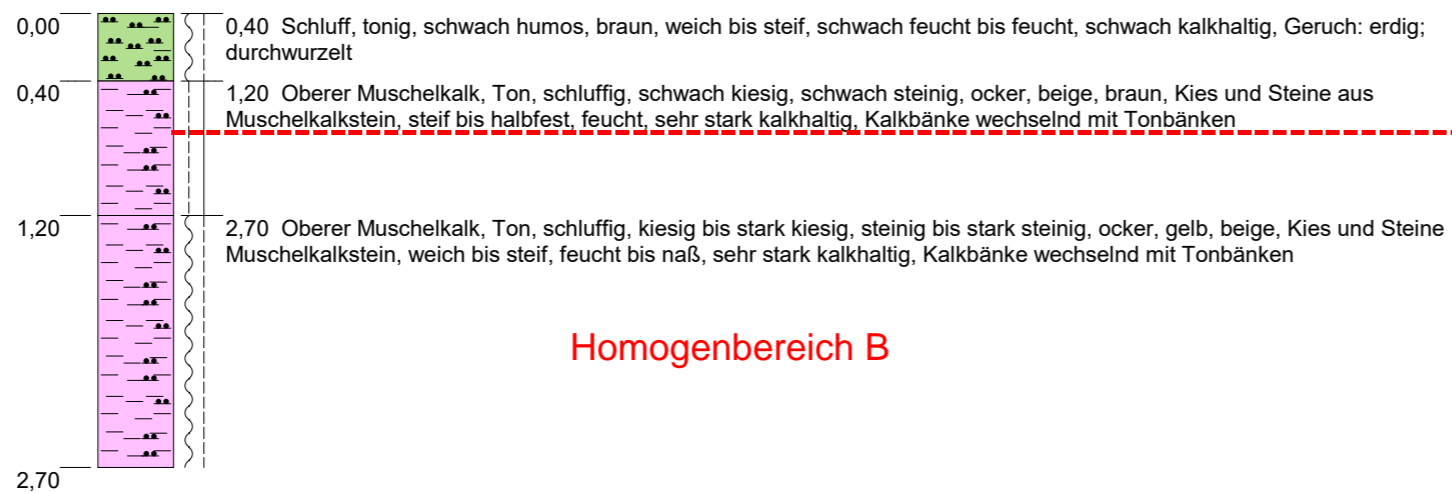 0,00
0,40 Schluff, tonig, schwach humos, braun, weich bis steif, schwach feucht bis feucht, schwach kalkhaltig, Geruch: erdig;
durchwurzelt
0,40
1,20 Oberer Muschelkalk, Ton, schluffig, schwach kiesig, schwach steinig, ocker, beige, braun, Kies und Steine aus
Muschelkalkstein, steif bis halbfest, feucht, sehr stark kalkhaltig, Kalkbänke wechselnd mit Tonbänken
1,20
2,70 Oberer Muschelkalk, Ton, schluffig, kiesig bis stark kiesig, steinig bis stark steinig, ocker, gelb, beige, Kies und Steine
Muschelkalkstein, weich bis steif, feucht bis naß, sehr stark kalkhaltig, Kalkbänke wechselnd mit Tonbänken
Homogenbereich B
2,70